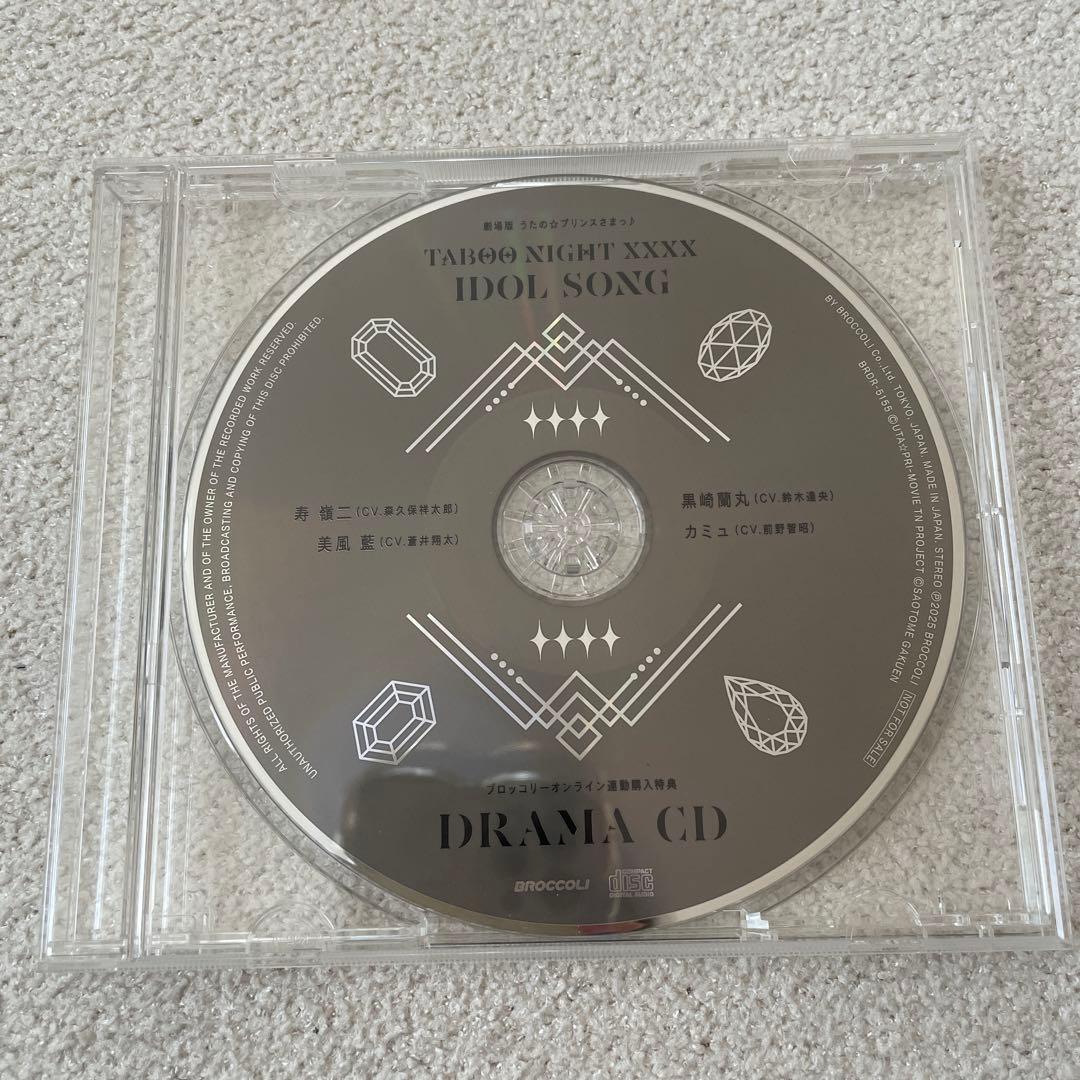 劇場版 うたの☆プリンスさまっ♪
TABOO NIGHT XXXX
IDOL SONG
寿 嶺二(CV.森久保祥太郎)
美風 藍(CV.蒼井翔太)
黒崎蘭丸(CV.鈴木達央)
カミュ(CV.前野智昭)
ブロッコリーオンライン連動購入特典
DRAMA CD
BROCCOLI
COMPACT
disc
DIGITAL AUDIO
ALL RIGHTS OF THE MANUFACTURER AND OF THE OWNER OF THE RECORDED WORK RESERVED.
UNAUTHORIZED PUBLIC PERFORMANCE, BROADCASTING AND COPYING OF THIS DISC PROHIBITED.
BY BROCCOLI Co.,Ltd. TOKYO, JAPAN. MADE IN JAPAN. STEREO Ⓟ2025 BROCCOLI NOT FOR SALE
BRDR-5155 ©UTA☆PRI-MOVIE TN PROJECT ©SAOTOME GAKUEN